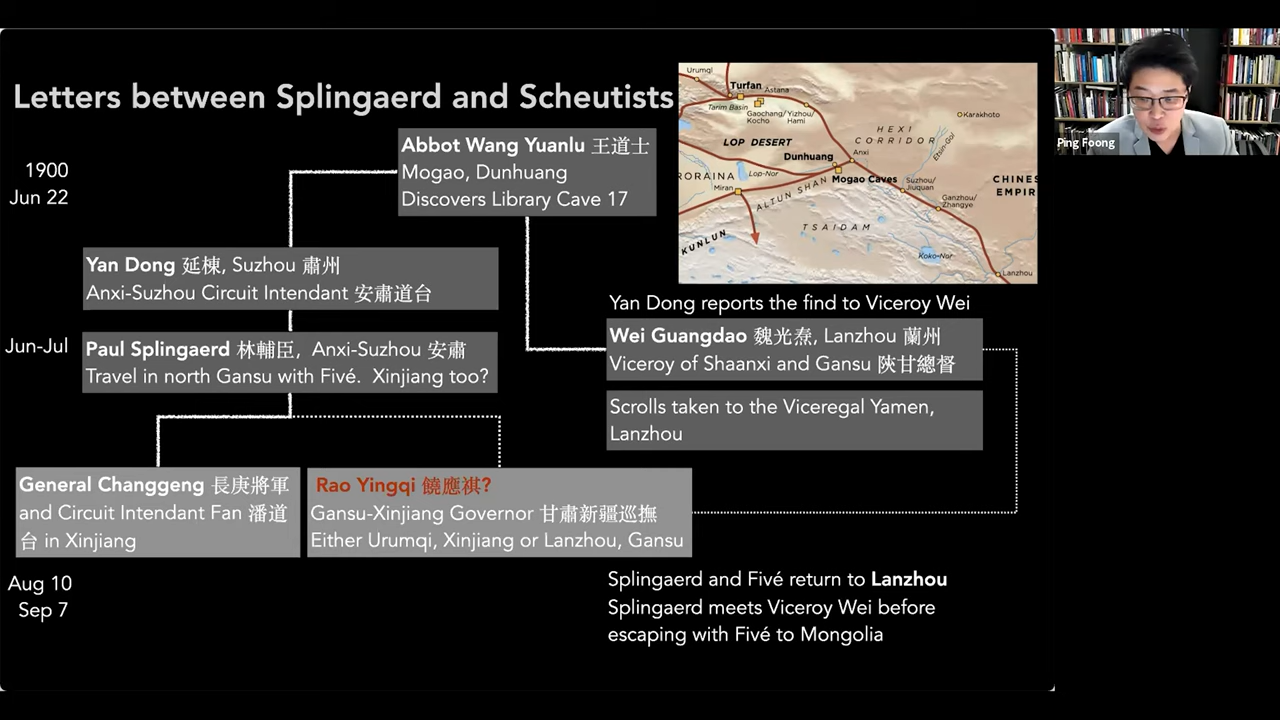 Letters between Splingaerd and Scheutists
1900
Jun 22
Abbot Wang Yuanlu 王道士
Mogao, Dunhuang
Discovers Library Cave 17
Yan Dong 延棟, Suzhou 肅州
Anxi-Suzhou Circuit Intendant 安肅道台
Jun-Jul
Paul Splingaerd 林輔臣, Anxi-Suzhou 安肅
Travel in north Gansu with Fivé. Xinjiang too?
General Changgeng 長庚將軍
and Circuit Intendant Fan 潘道
台 in Xinjiang
Rao Yingqi 饒應祺?
Gansu-Xinjiang Governor 甘肅新疆巡撫
Either Urumqi, Xinjiang or Lanzhou, Gansu
Aug 10
Sep 7
Yan Dong reports the find to Viceroy Wei
Wei Guangdao 魏光燾, Lanzhou 蘭州
Viceroy of Shaanxi and Gansu 陝甘總督
Scrolls taken to the Viceregal Yamen,
Lanzhou
Splingaerd and Fivé return to Lanzhou
Splingaerd meets Viceroy Wei before
escaping with Fivé to Mongolia
Urumqi
Turfan
Astana
Tarim Basin
Gaochang/
Kocho
Yizhou/
Hami
Karakhoto
HEXI
CORRIDOR
Etsin-Gol
LOP DESERT
Dunhuang
Anxi
RORAINA
Lop-Nor
Mogao Caves
Suzhou/
Jiuquan
CHINES
EMPIR
Miran
ALTUN SHAN
Ganzhou/
Zhangye
TSAIDAM
KUNLUN
Koko-Nor
Lanzhou
Ping Foong